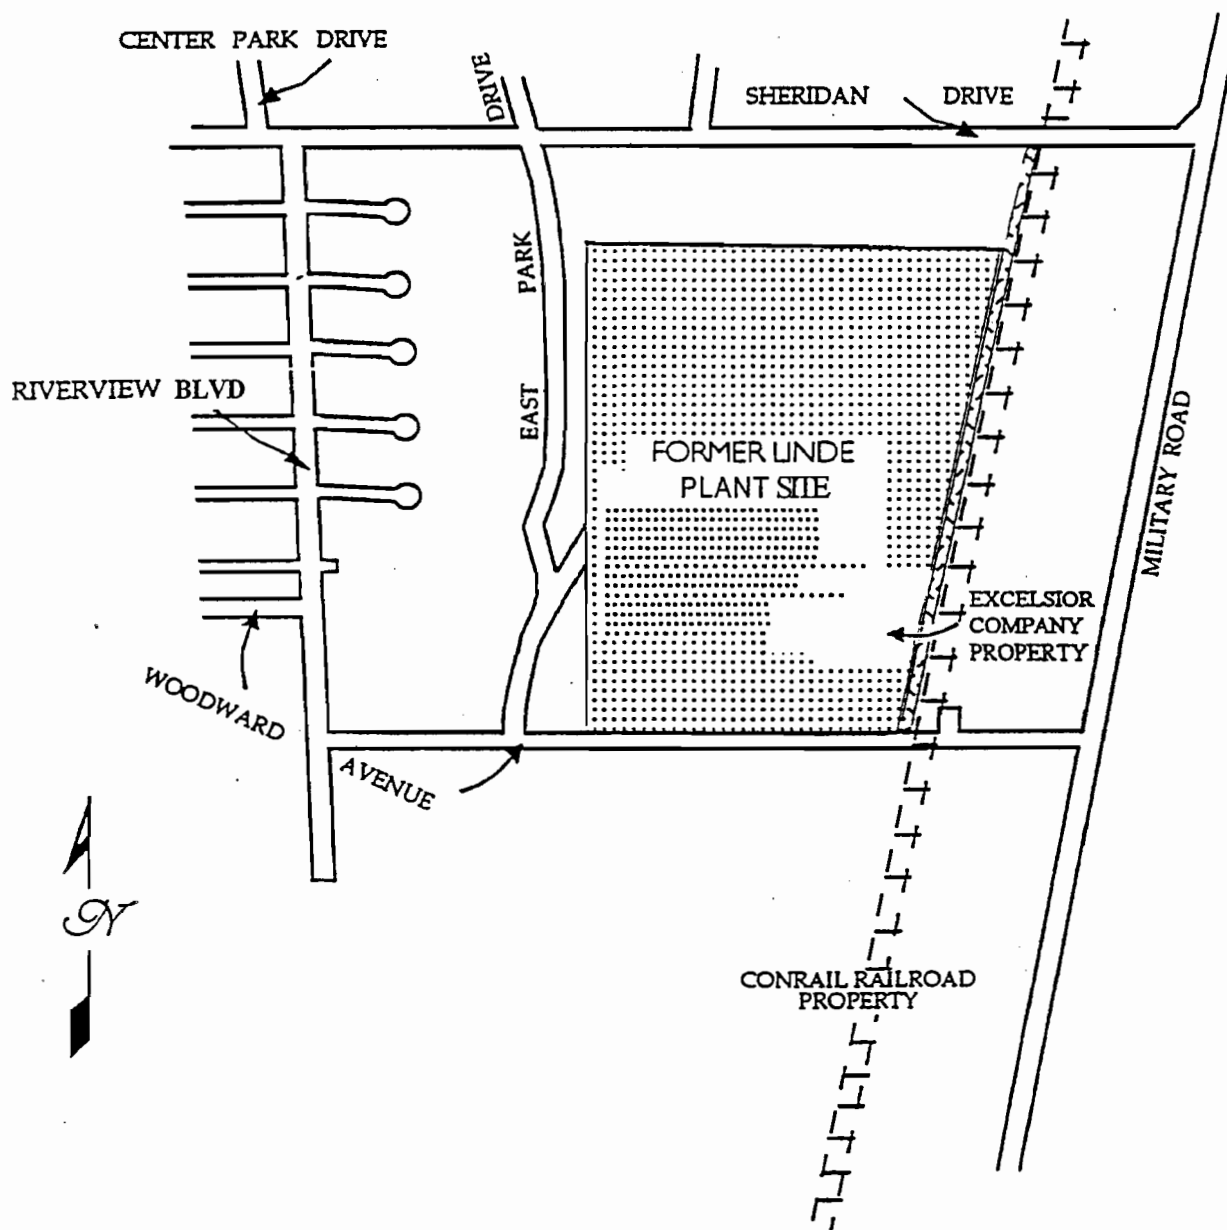 CENTER PARK DRIVE
DRIVE
SHERIDAN DRIVE
PARK
EAST
RIVERVIEW BLVD
FORMER LINDE
PLANT SITE
MILITARY ROAD
EXCELSIOR
COMPANY
PROPERTY
WOODWARD
AVENUE
N
CONRAIL RAILROAD
PROPERTY